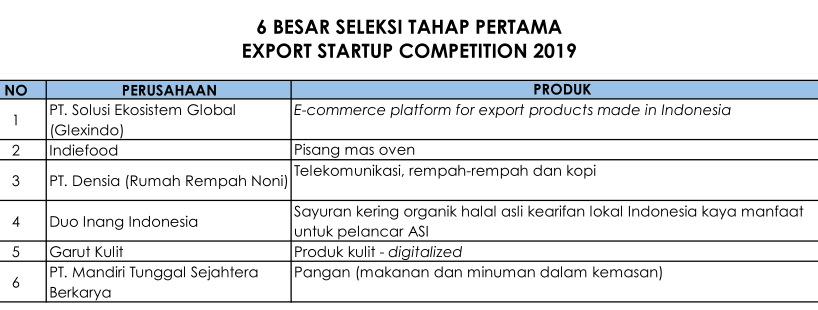 6 BESAR SELEKSI TAHAP PERTAMA
EXPORT STARTUP COMPETITION 2019
NO PERUSAHAAN PRODUK
1 PT. Solusi Ekosistem Global (Glexindo) E-commerce platform for export products made in Indonesia
2 Indiefood Pisang mas oven
3 PT. Densia (Rumah Rempah Noni) Telekomunikasi, rempah-rempah dan kopi
4 Duo Inang Indonesia Sayuran kering organik halal asli kearifan lokal Indonesia kaya manfaat untuk pelancar ASI
5 Garut Kulit Produk kulit - digitalized
6 PT. Mandiri Tunggal Sejahtera Berkarya Pangan (makanan dan minuman dalam kemasan)